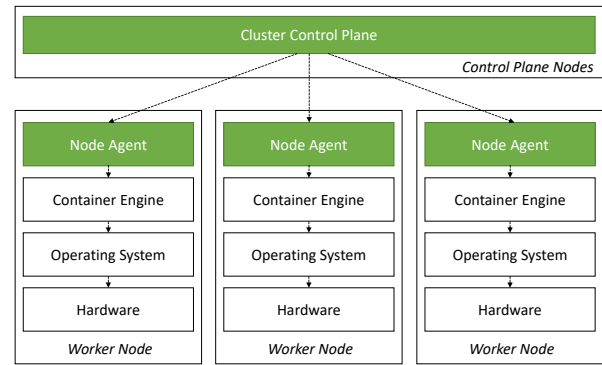 Cluster Control Plane
Control Plane Nodes
Node Agent
Container Engine
Operating System
Hardware
Worker Node
Node Agent
Container Engine
Operating System
Hardware
Worker Node
Node Agent
Container Engine
Operating System
Hardware
Worker Node